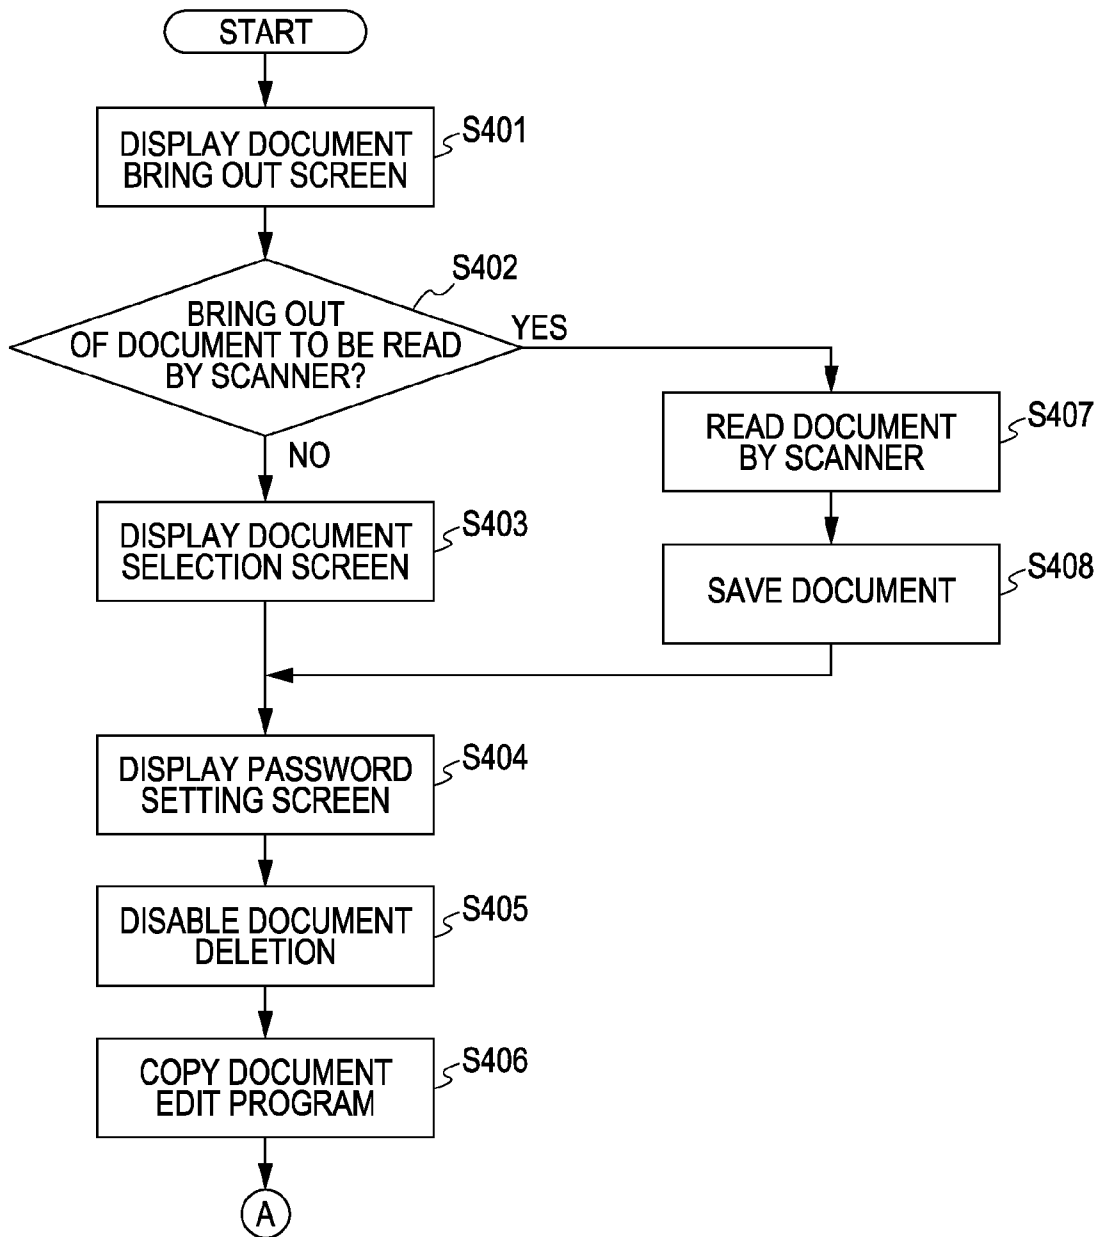 START
DISPLAY DOCUMENT
BRING OUT SCREEN
S401
BRING OUT
OF DOCUMENT TO BE READ
BY SCANNER?
S402
YES
NO
READ DOCUMENT
BY SCANNER
S407
DISPLAY DOCUMENT
SELECTION SCREEN
S403
SAVE DOCUMENT
S408
DISPLAY PASSWORD
SETTING SCREEN
S404
DISABLE DOCUMENT
DELETION
S405
COPY DOCUMENT
EDIT PROGRAM
S406
A